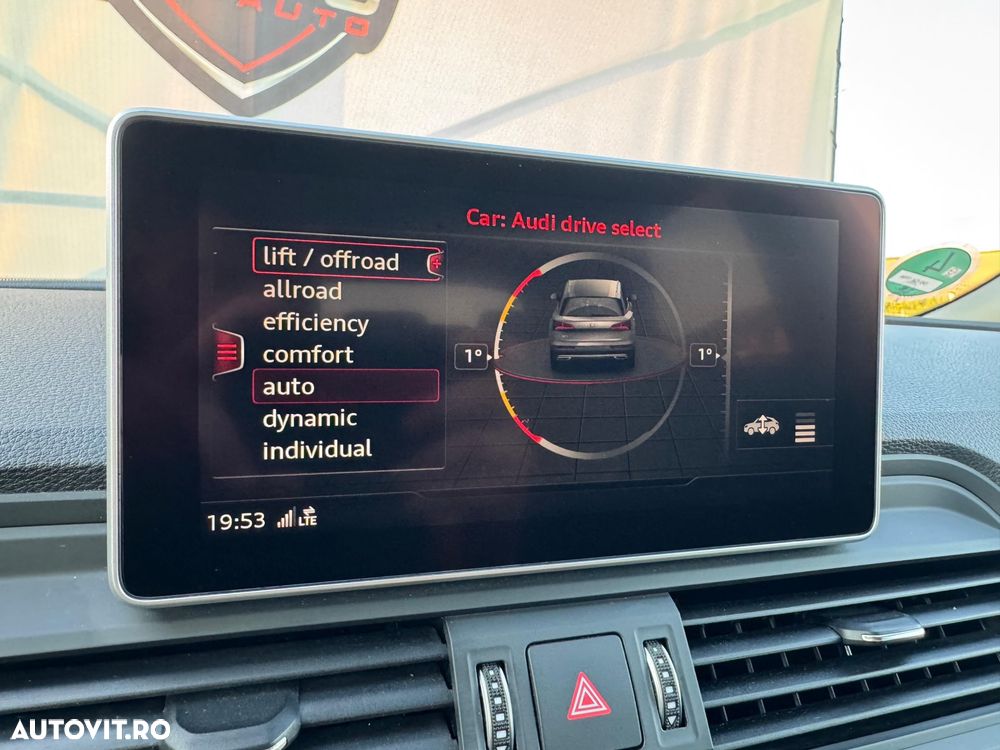 AUTO
Car: Audi drive select
lift / offroad
allroad
efficiency
comfort
auto
dynamic
individual
1°
1°
19:53
LTE
AUTOVIT.RO